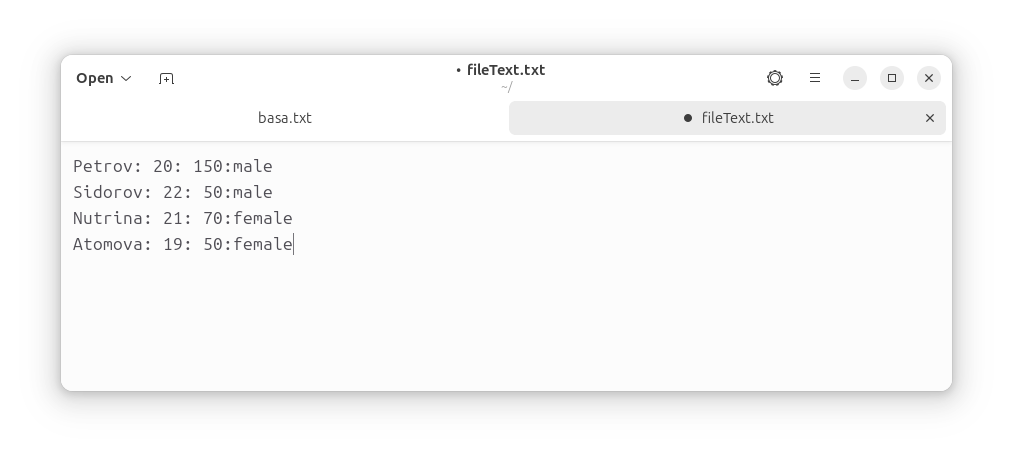 Open
• fileText.txt
~/
basa.txt
● fileText.txt
Petrov: 20: 150:male
Sidorov: 22: 50:male
Nutrina: 21: 70:female
Atomova: 19: 50:female